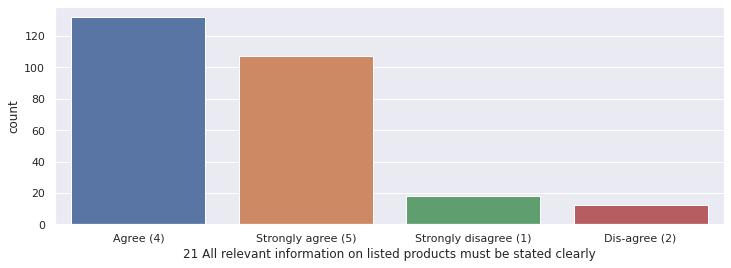 120
100
80
60
40
20
0
count
Agree (4) Strongly agree (5) Strongly disagree (1) Dis-agree (2)
21 All relevant information on listed products must be stated clearly